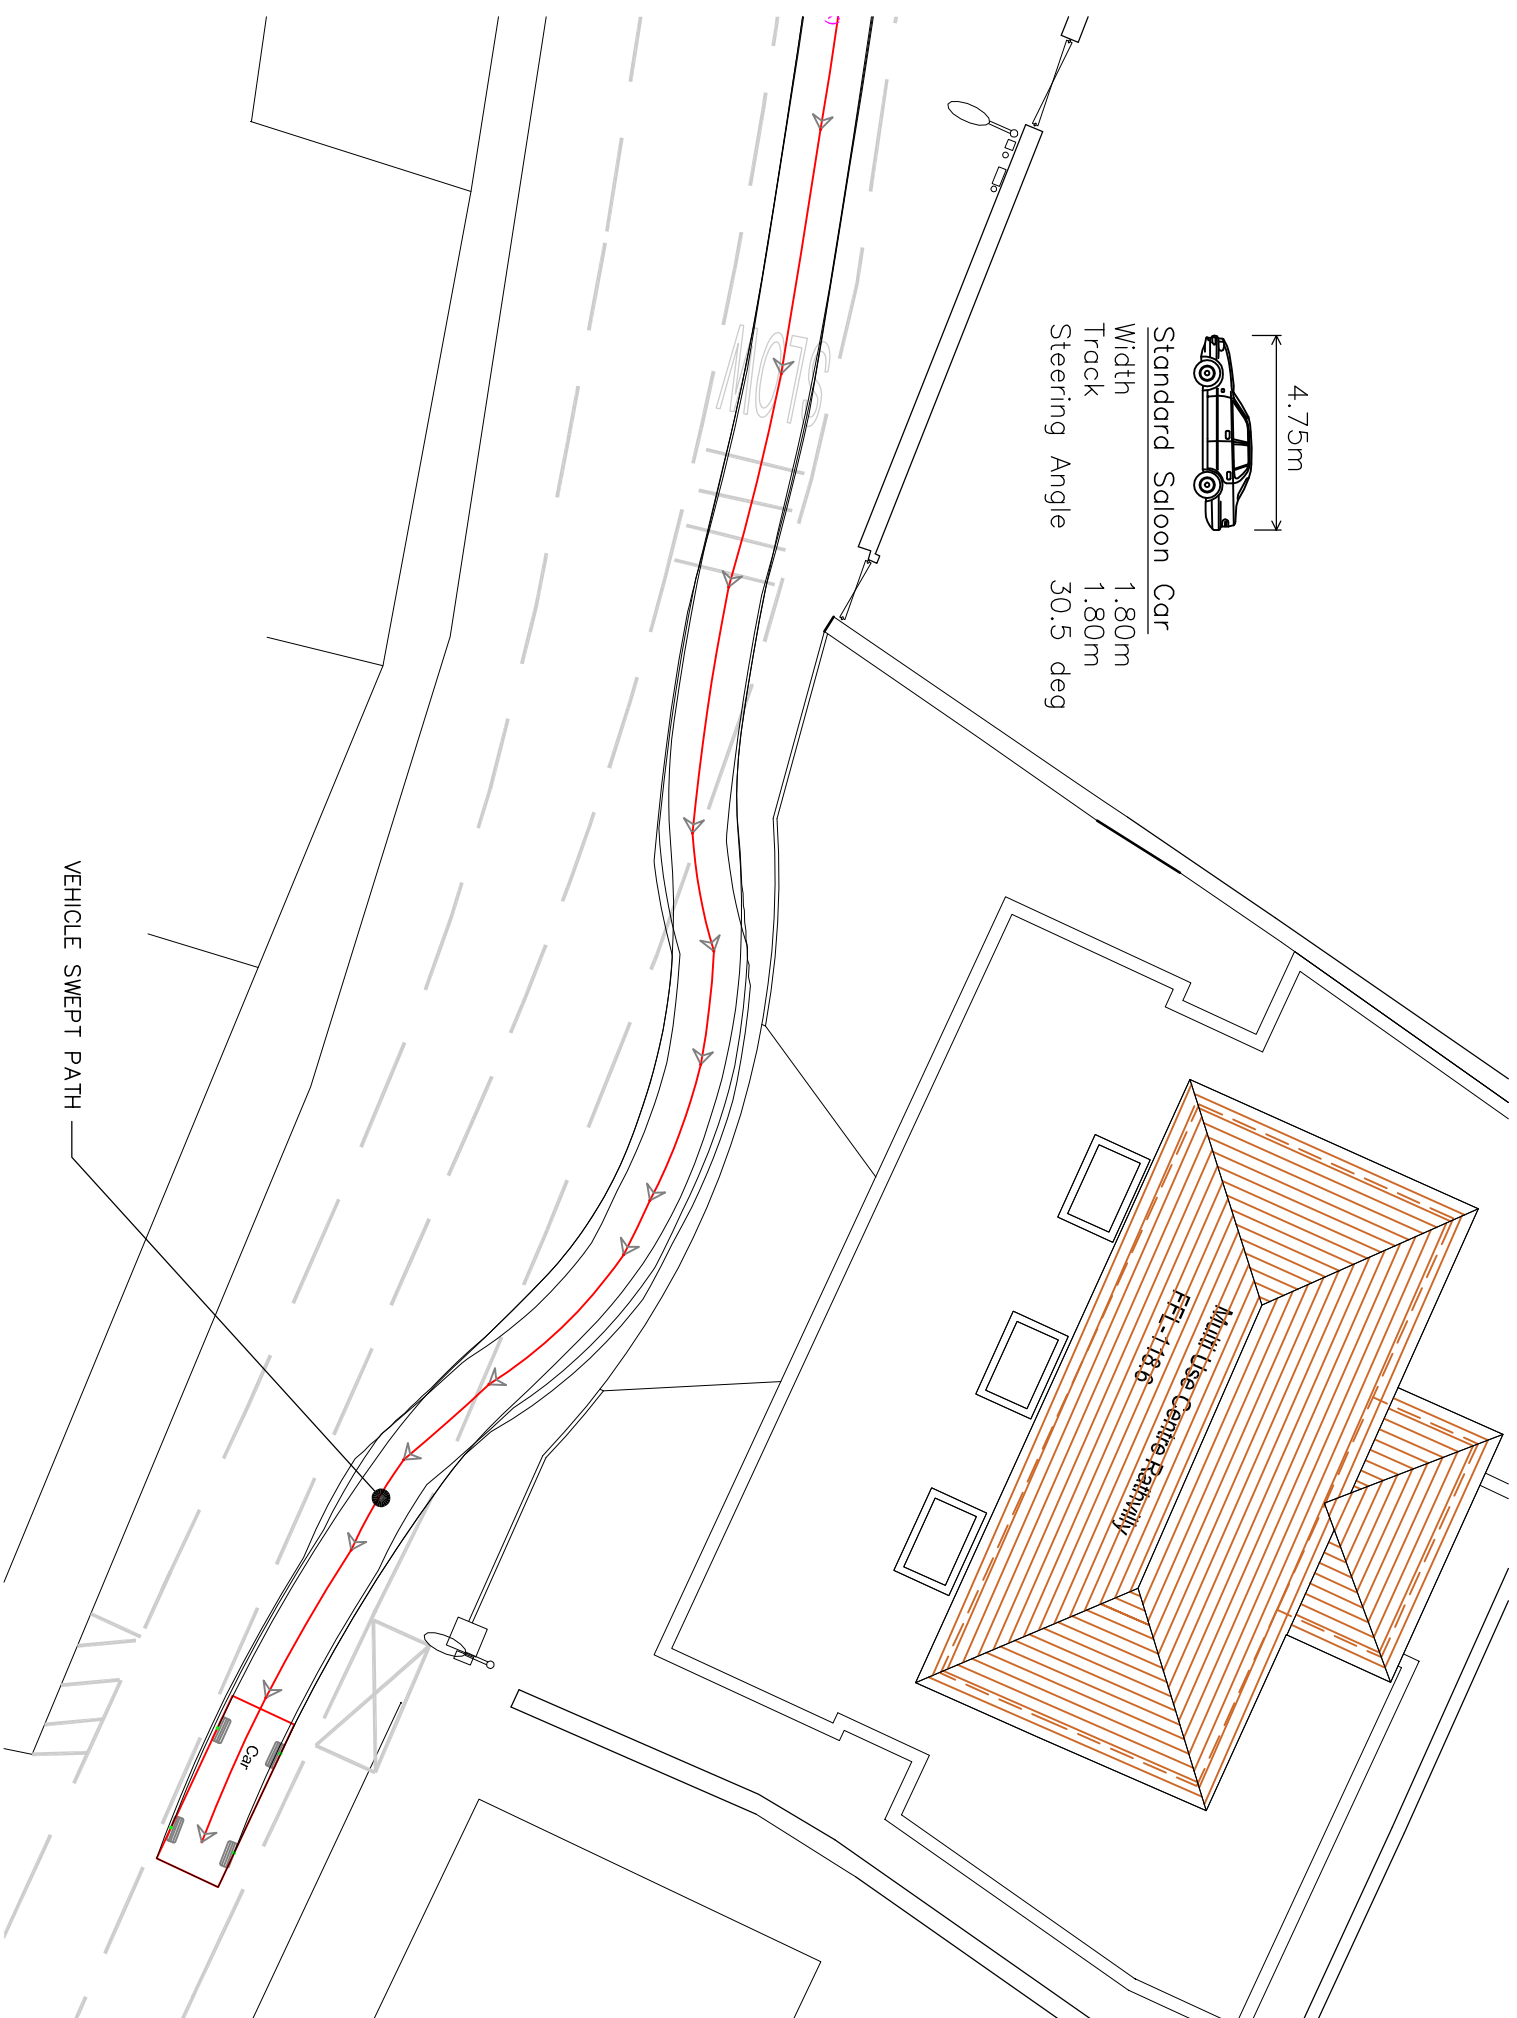 4.75m
Standard Saloon Car
Width 1.80m
Track 1.80m
Steering Angle 30.5 deg
SLOW
Multi Use Centre Rathvilly
FFL-118.6
VEHICLE SWEPT PATH
Car